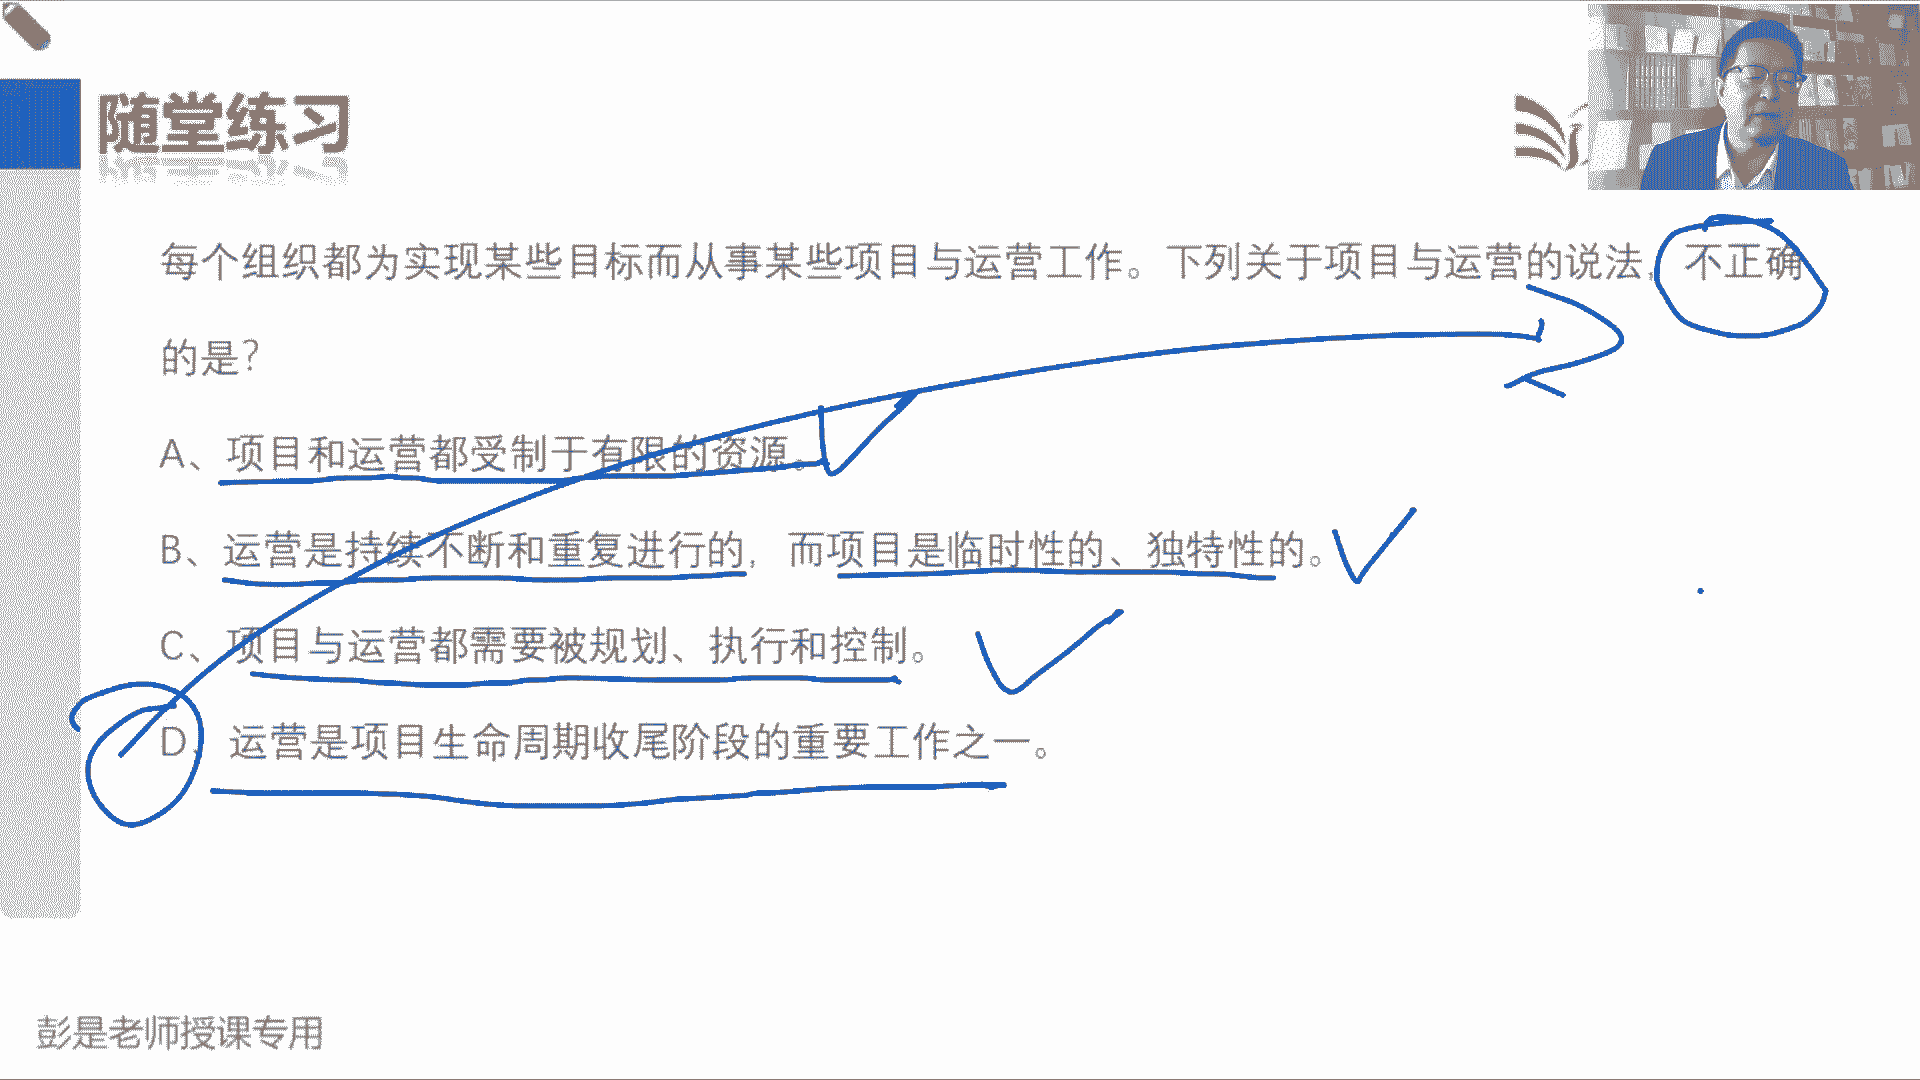 随堂练习
每个组织都为实现某些目标而从事某些项目与运营工作。下列关于项目与运营的说法，不正确
的是？
A、项目和运营都受制于有限的资源。
B、运营是持续不断和重复进行的，而项目是临时性的、独特性的。
C、项目与运营都需要被规划、执行和控制。
D、运营是项目生命周期收尾阶段的重要工作之一。
彭是老师授课专用